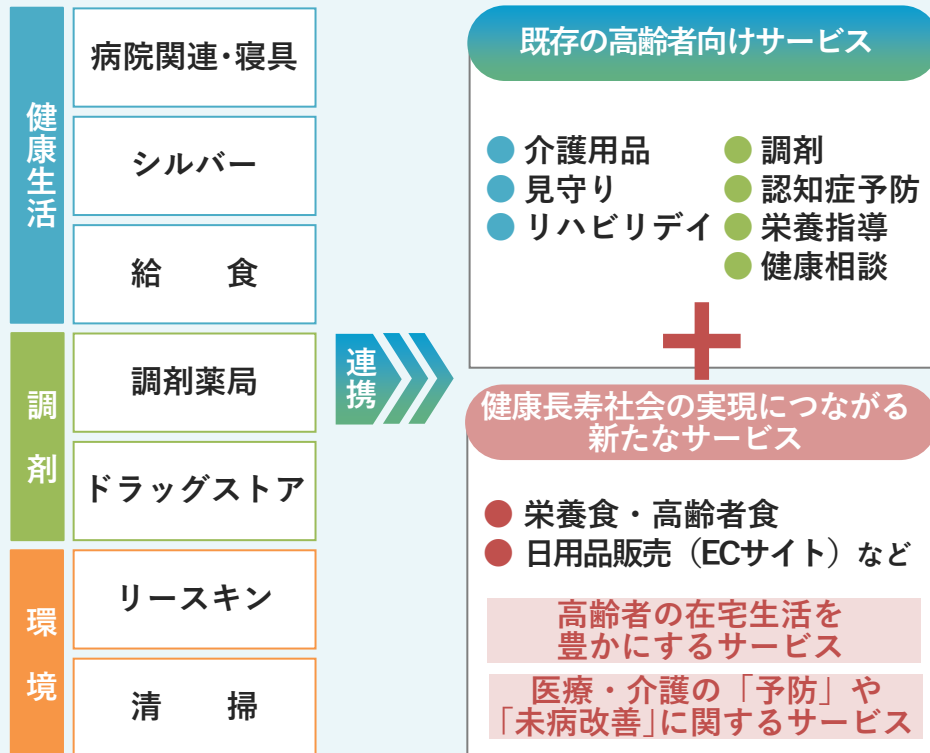 健康生活
病院関連・寝具
シルバー
給　　食
調　剤
調剤薬局
ドラッグストア
環　境
リースキン
清　　掃
連携
既存の高齢者向けサービス
● 介護用品
● 見守り
● リハビリデイ
● 調剤
● 認知症予防
● 栄養指導
● 健康相談
＋
健康長寿社会の実現につながる
新たなサービス
● 栄養食・高齢者食
● 日用品販売（ECサイト）など
高齢者の在宅生活を
豊かにするサービス
医療・介護の「予防」や
「未病改善」に関するサービス